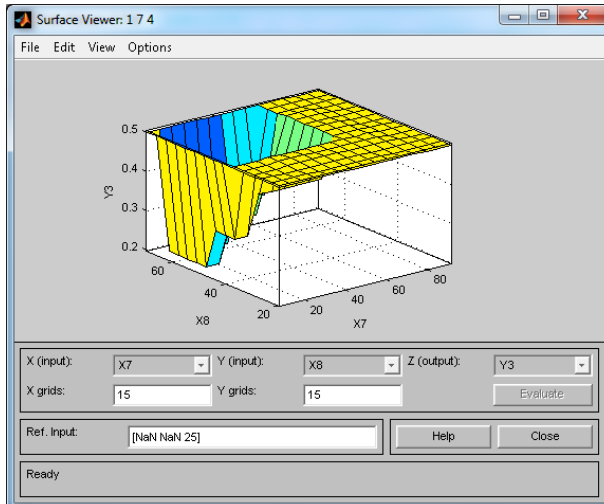 Surface Viewer: 1 7 4
File Edit View Options
0.5
0.4
0.3
0.2
Y3
60
40
20
X8
20
40
60
80
X7
X (input): X7 Y (input): X8 Z (output): Y3
X grids: 15 Y grids: 15 Evaluate
Ref. Input: [NaN NaN 25] Help Close
Ready